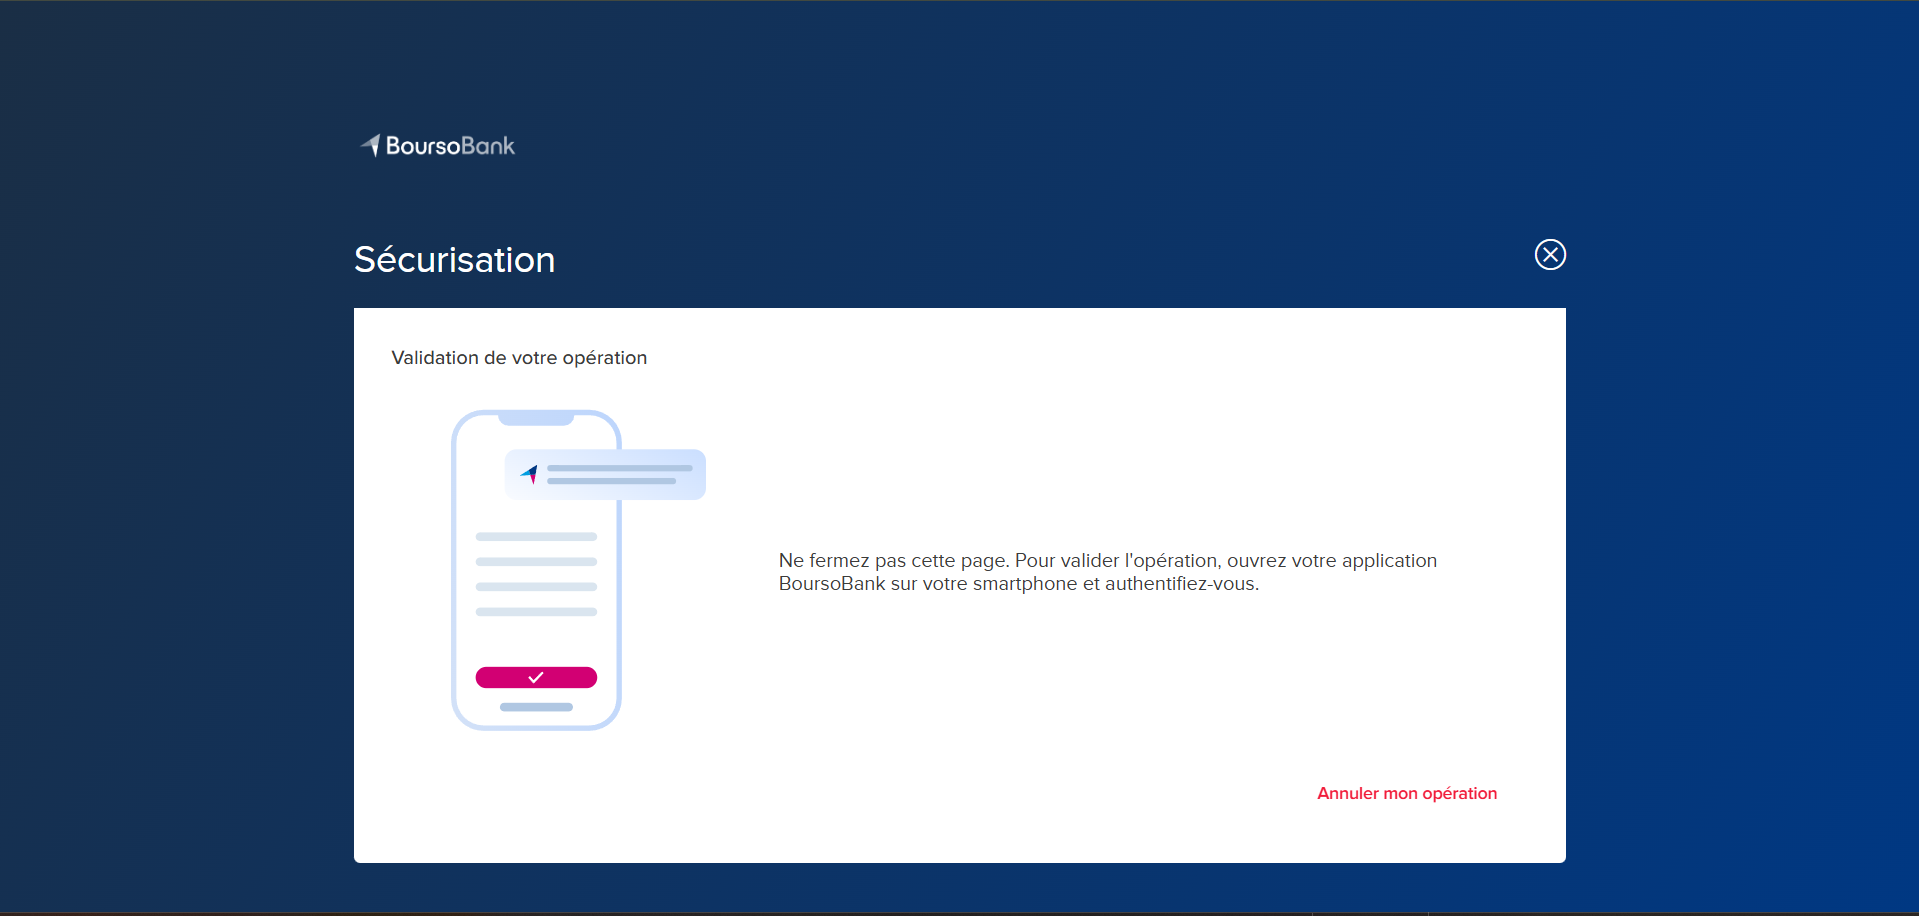 BoursoBank
Sécurisation
Validation de votre opération
Ne fermez pas cette page. Pour valider l'opération, ouvrez votre application
BoursoBank sur votre smartphone et authentifiez-vous.
Annuler mon opération